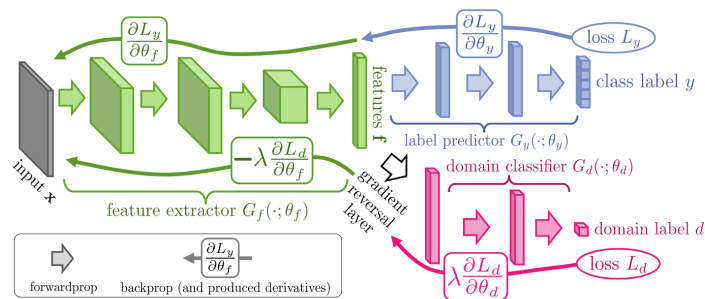 ∂L_y/∂θ_f
∂L_y/∂θ_y
loss L_y
features f
class label y
label predictor G_y(·;θ_y)
input x
−λ ∂L_d/∂θ_f
feature extractor G_f(·;θ_f)
gradient
reversal
layer
domain classifier G_d(·;θ_d)
domain label d
λ ∂L_d/∂θ_d
loss L_d
∂L_y/∂θ_f
forwardprop
backprop (and produced derivatives)